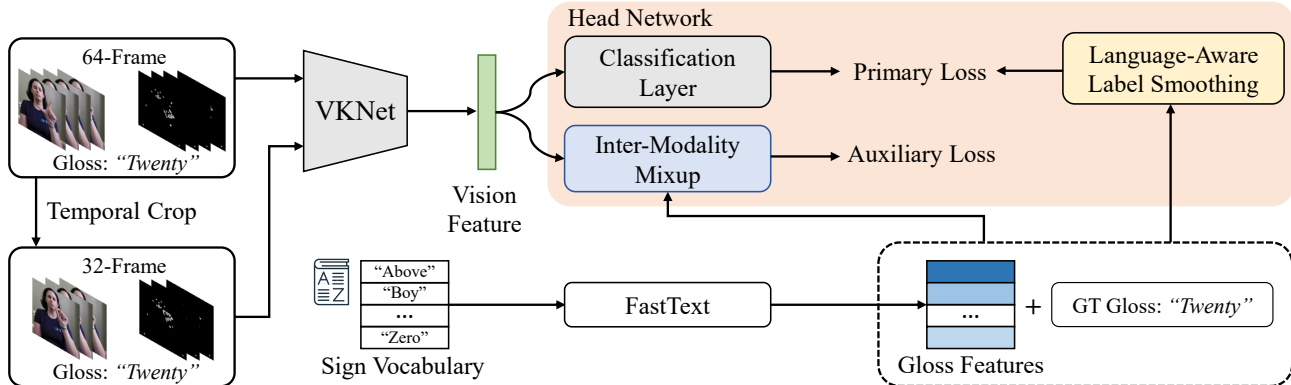 64-Frame
Gloss: “Twenty”
Temporal Crop
32-Frame
Gloss: “Twenty”
VKNet
Vision
Feature
Head Network
Classification
Layer
Primary Loss
Language-Aware
Label Smoothing
Inter-Modality
Mixup
Auxiliary Loss
A
Z
“Above”
“Boy”
...
“Zero”
Sign Vocabulary
FastText
...
Gloss Features
+
GT Gloss: “Twenty”